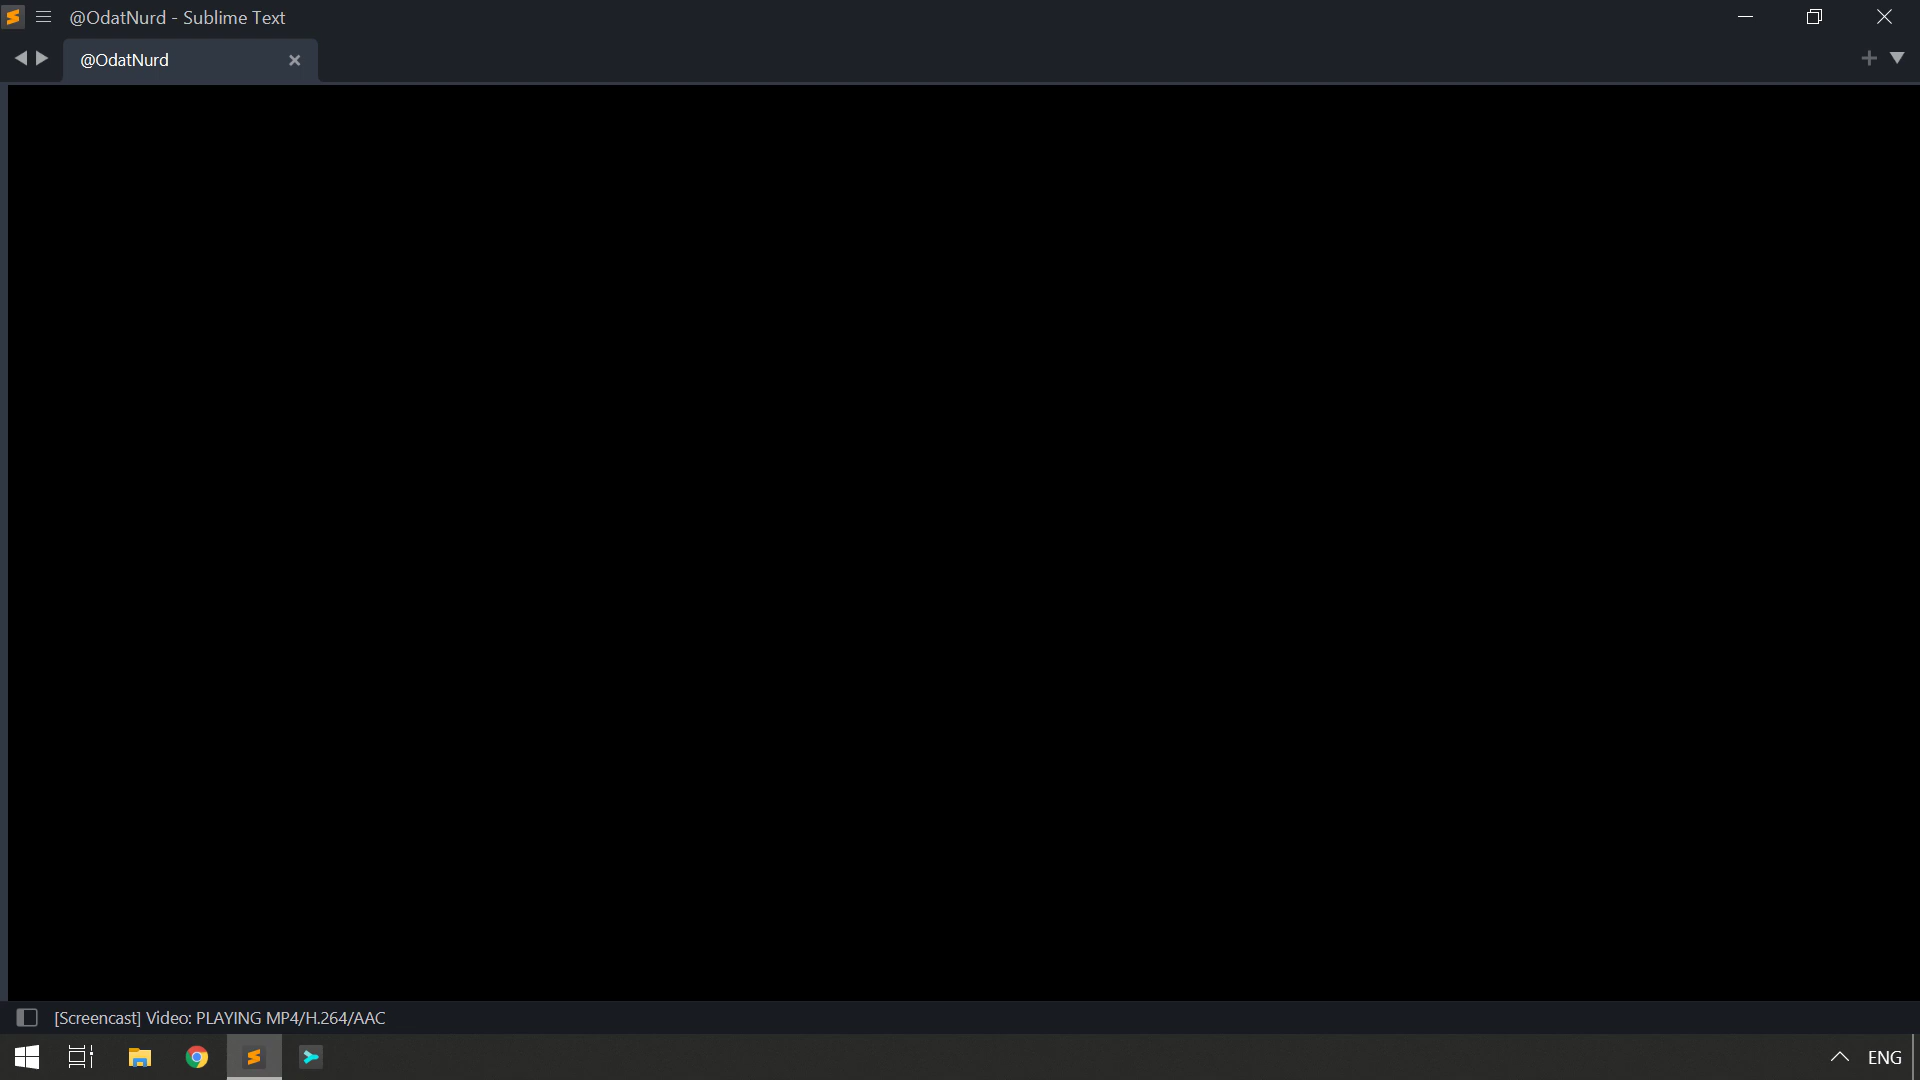 @OdatNurd - Sublime Text
@OdatNurd
[Screencast] Video: PLAYING MP4/H.264/AAC
ENG